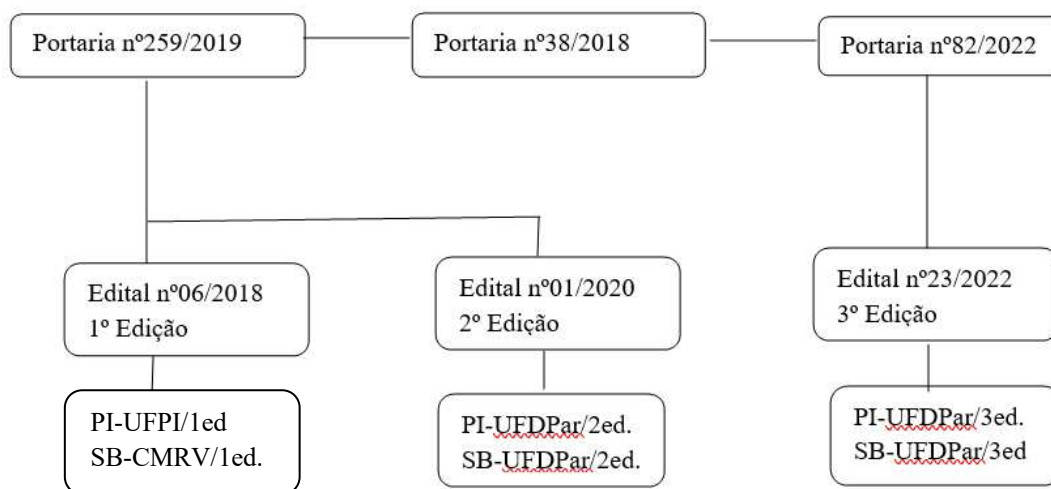 Portaria nº259/2019
Portaria nº38/2018
Portaria nº82/2022
Edital nº06/2018
1º Edição
Edital nº01/2020
2º Edição
Edital nº23/2022
3º Edição
PI-UFPI/1ed
SB-CMRV/1ed.
PI-UFDPar/2ed.
SB-UFDPar/2ed.
PI-UFDPar/3ed.
SB-UFDPar/3ed